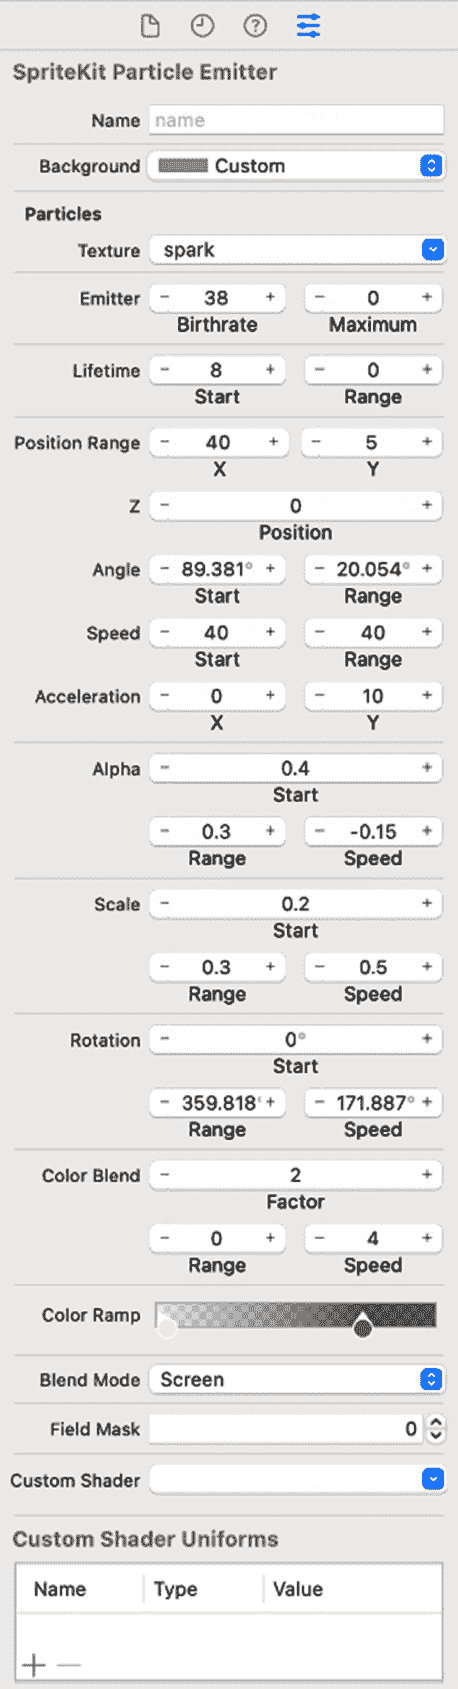 SpriteKit Particle Emitter
Name name
Background Custom
Particles
Texture spark
Emitter - 38 + - 0 +
Birthrate Maximum
Lifetime - 8 + - 0 +
Start Range
Position Range - 40 + - 5 +
X Y
Z - 0 +
Position
Angle - 89.381° + - 20.054° +
Start Range
Speed - 40 + - 40 +
Start Range
Acceleration - 0 + - 10 +
X Y
Alpha - 0.4 +
Start
- 0.3 + - -0.15 +
Range Speed
Scale - 0.2 +
Start
- 0.3 + - 0.5 +
Range Speed
Rotation - 0° +
Start
- 359.818° + - 171.887° +
Range Speed
Color Blend - 2 +
Factor
- 0 + - 4 +
Range Speed
Color Ramp
Blend Mode Screen
Field Mask 0
Custom Shader
Custom Shader Uniforms
Name Type Value
+ −